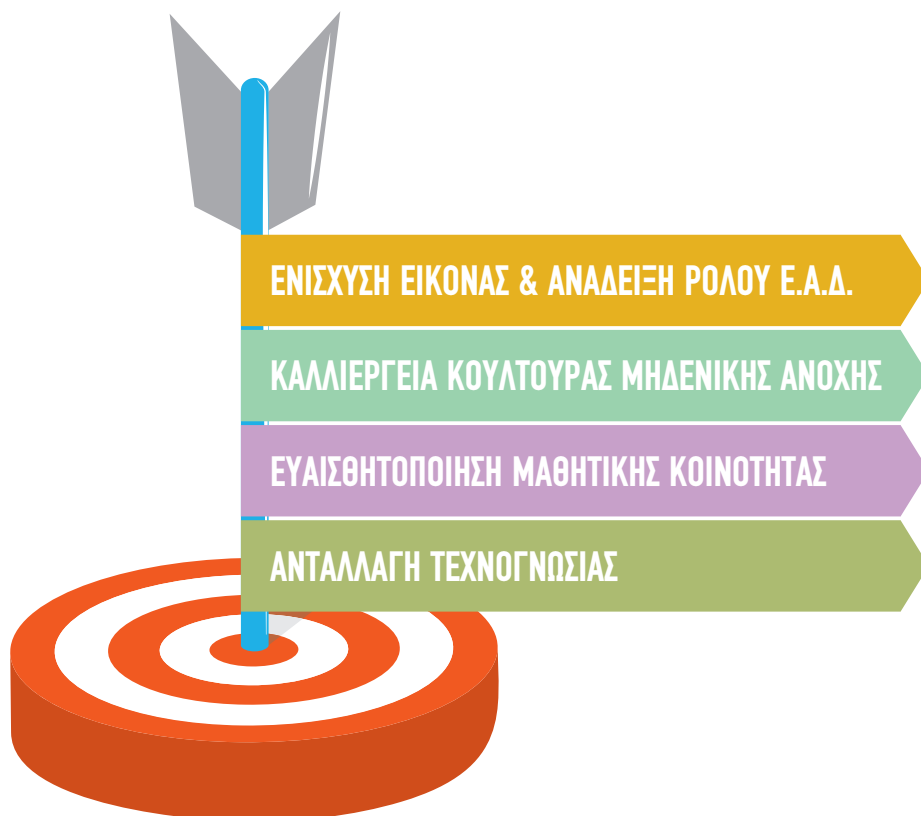 ΕΝΙΣΧΥΣΗ ΕΙΚΟΝΑΣ & ΑΝΑΔΕΙΞΗ ΡΟΛΟΥ Ε.Α.Δ.
ΚΑΛΛΙΕΡΓΕΙΑ ΚΟΥΛΤΟΥΡΑΣ ΜΗΔΕΝΙΚΗΣ ΑΝΟΧΗΣ
ΕΥΑΙΣΘΗΤΟΠΟΙΗΣΗ ΜΑΘΗΤΙΚΗΣ ΚΟΙΝΟΤΗΤΑΣ
ΑΝΤΑΛΛΑΓΗ ΤΕΧΝΟΓΝΩΣΙΑΣ